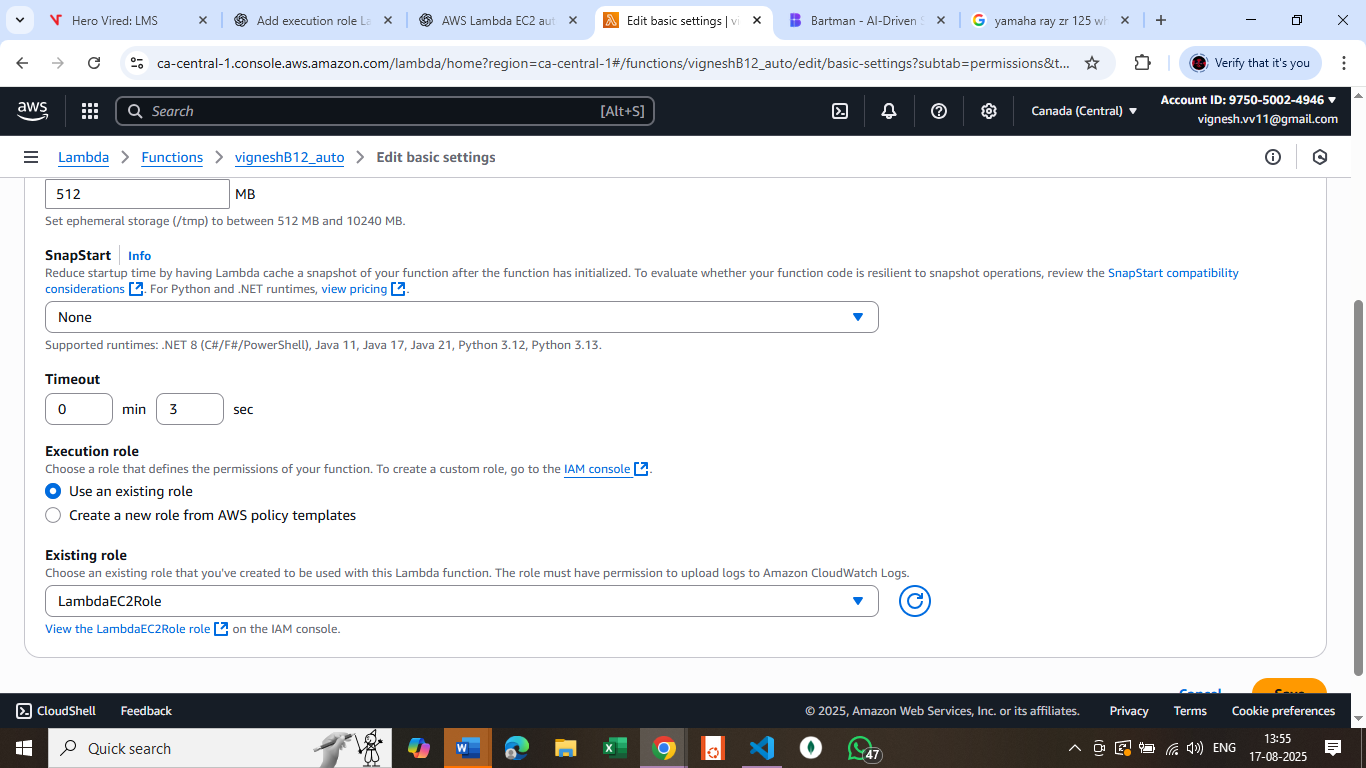 Hero Vired: LMS
Add execution role La
AWS Lambda EC2 aut
Edit basic settings | vi
Bartman - AI-Driven S
yamaha ray zr 125 wh
ca-central-1.console.aws.amazon.com/lambda/home?region=ca-central-1#/functions/vigneshB12_auto/edit/basic-settings?subtab=permissions&t...
Verify that it's you
aws
Search
[Alt+S]
Canada (Central)
Account ID: 9750-5002-4946
vignesh.vv11@gmail.com
Lambda
Functions
vigneshB12_auto
Edit basic settings
512
MB
Set ephemeral storage (/tmp) to between 512 MB and 10240 MB.
SnapStart
Info
Reduce startup time by having Lambda cache a snapshot of your function after the function has initialized. To evaluate whether your function code is resilient to snapshot operations, review the SnapStart compatibility
considerations. For Python and .NET runtimes, view pricing.
None
Supported runtimes: .NET 8 (C#/F#/PowerShell), Java 11, Java 17, Java 21, Python 3.12, Python 3.13.
Timeout
0 min 3 sec
Execution role
Choose a role that defines the permissions of your function. To create a custom role, go to the IAM console.
Use an existing role
Create a new role from AWS policy templates
Existing role
Choose an existing role that you've created to be used with this Lambda function. The role must have permission to upload logs to Amazon CloudWatch Logs.
LambdaEC2Role
View the LambdaEC2Role role on the IAM console.
Cancel
Save
CloudShell
Feedback
© 2025, Amazon Web Services, Inc. or its affiliates.
Privacy
Terms
Cookie preferences
Quick search
47
ENG
13:55
17-08-2025